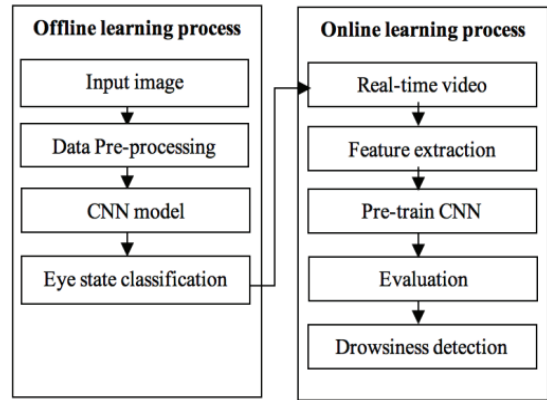 Offline learning process
Input image
Data Pre-processing
CNN model
Eye state classification
Online learning process
Real-time video
Feature extraction
Pre-train CNN
Evaluation
Drowsiness detection